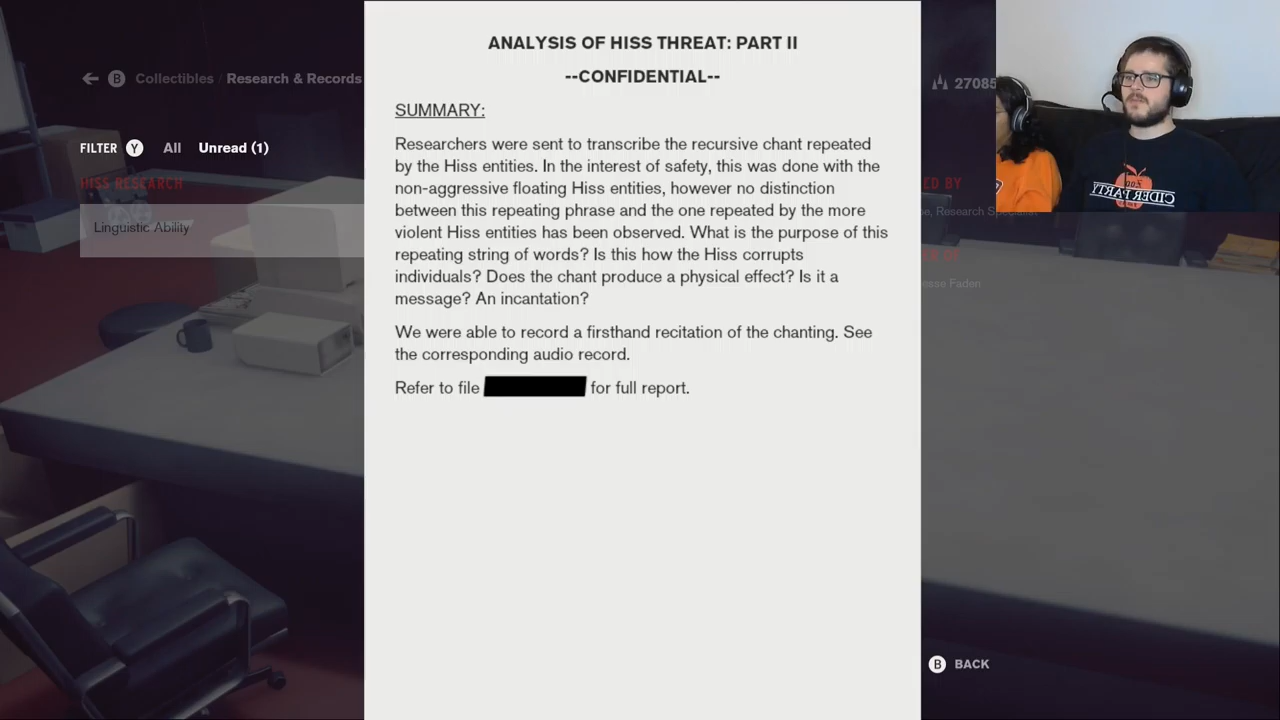 ANALYSIS OF HISS THREAT: PART II
--CONFIDENTIAL--
SUMMARY:
Researchers were sent to transcribe the recursive chant repeated
by the Hiss entities. In the interest of safety, this was done with the
non-aggressive floating Hiss entities, however no distinction
between this repeating phrase and the one repeated by the more
violent Hiss entities has been observed. What is the purpose of this
repeating string of words? Is this how the Hiss corrupts
individuals? Does the chant produce a physical effect? Is it a
message? An incantation?
We were able to record a firsthand recitation of the chanting. See
the corresponding audio record.
Refer to file for full report.
B Collectibles / Research & Records
FILTER Y All Unread (1)
HISS RESEARCH
Linguistic Ability
27085
ED BY
, Research
esse Faden
CIDER PARTY
B BACK